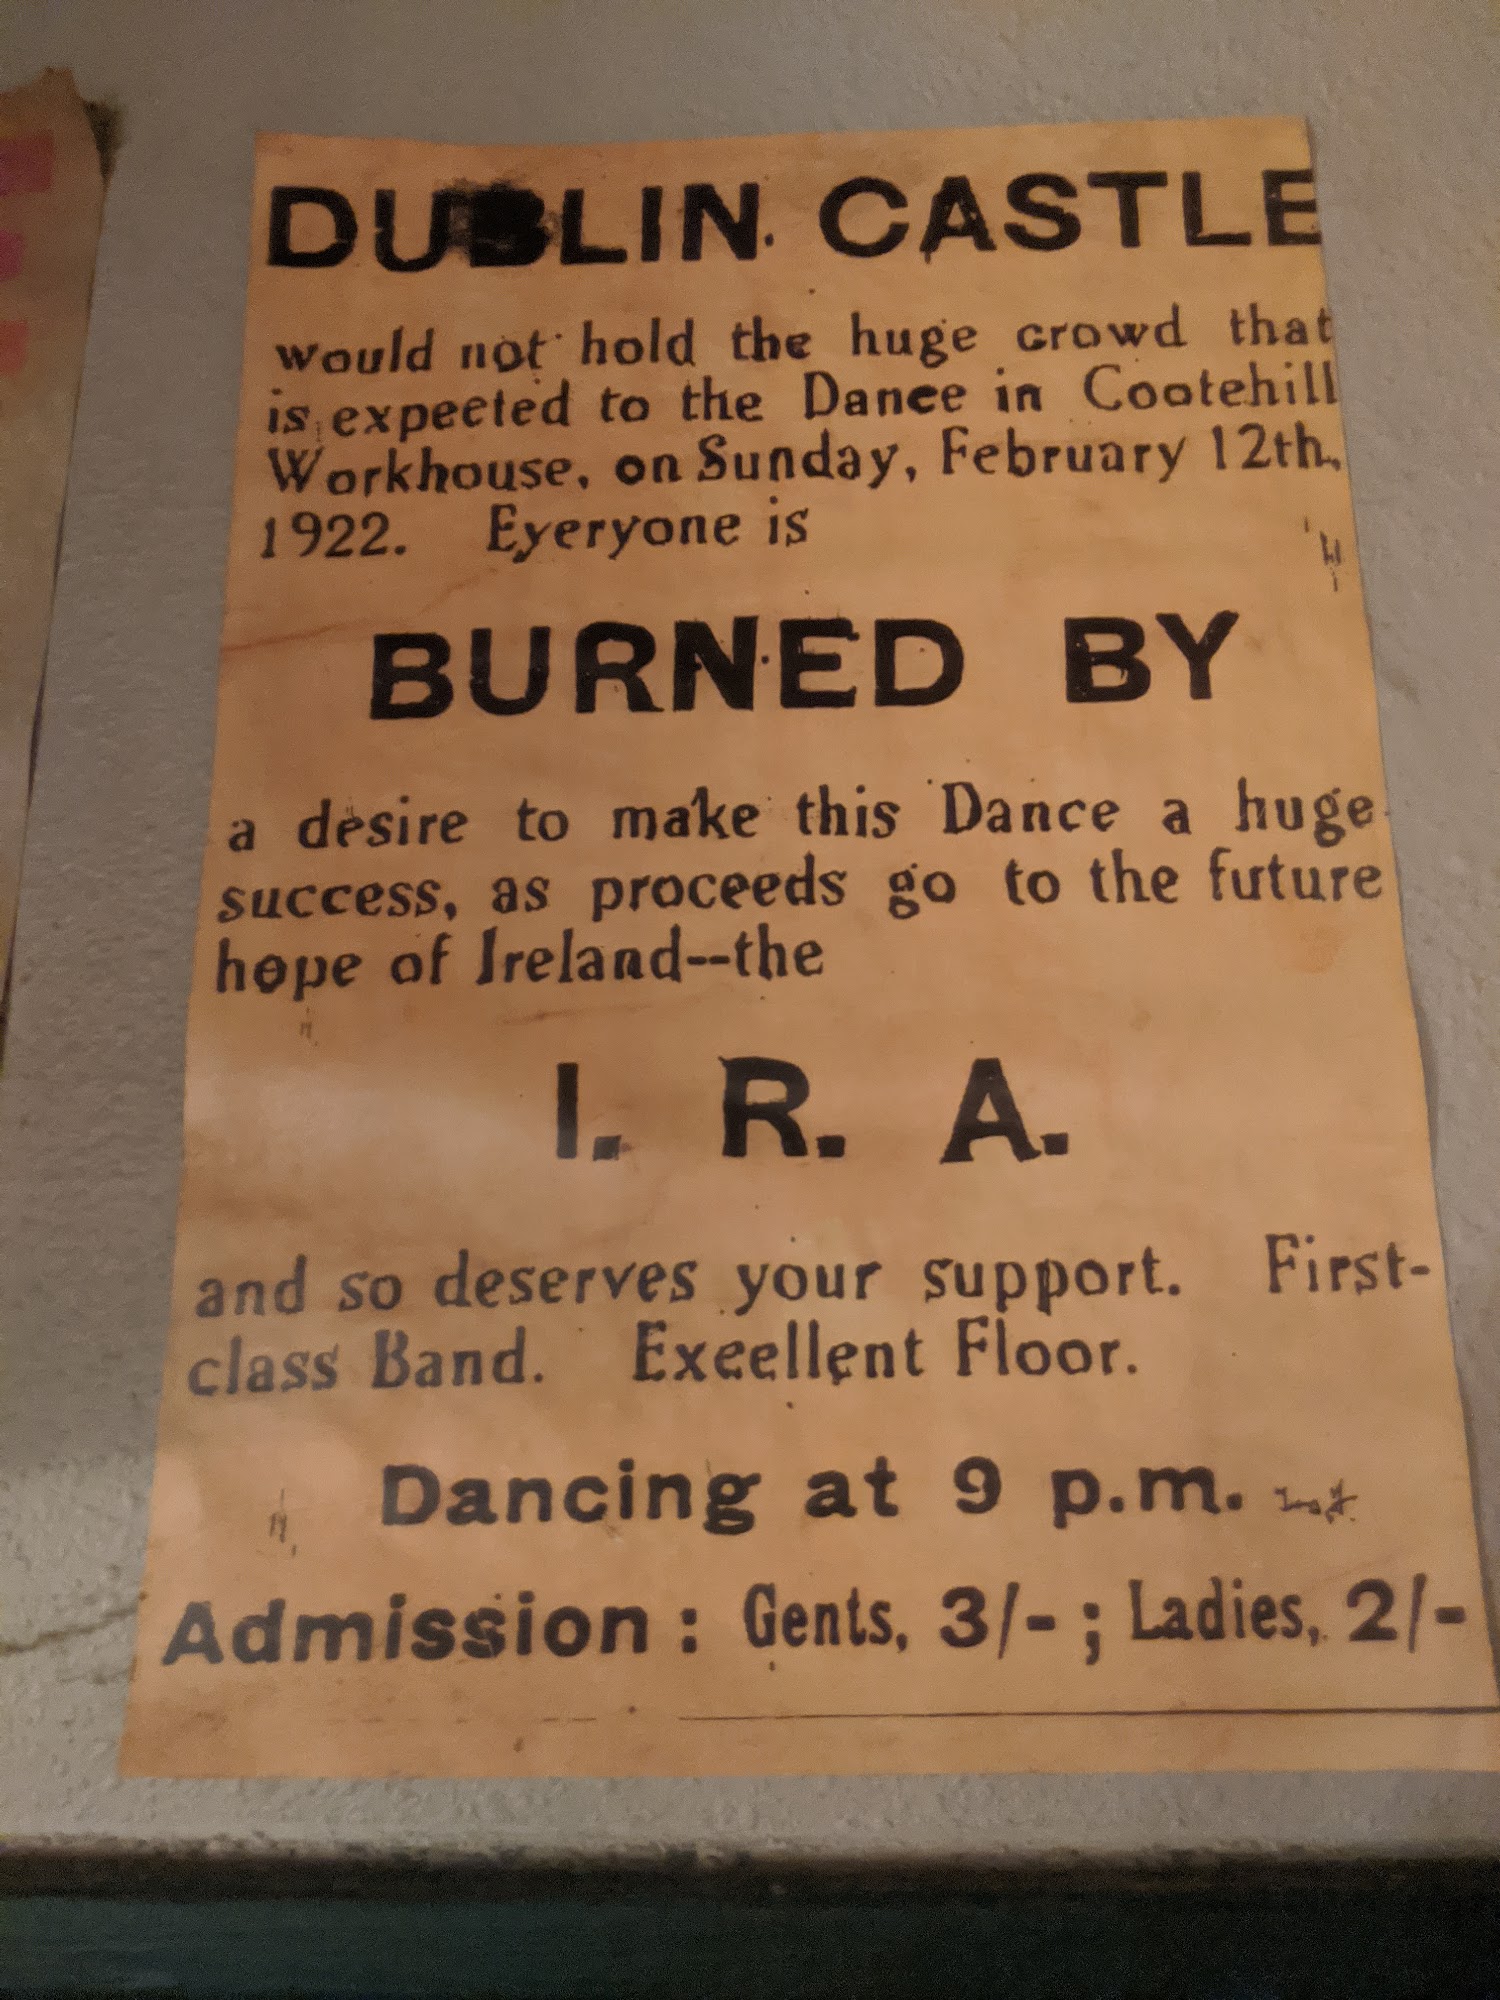 DUBLIN CASTLE
would not hold the huge crowd that
is expected to the Dance in Cootehill
Workhouse, on Sunday, February 12th,
1922. Eyeryone is
BURNED BY
a desire to make this Dance a huge
success, as proceeds go to the future
hope of Ireland--the
I. R. A.
and so deserves your support. First-
class Band. Exeellent Floor.
Dancing at 9 p.m.
Admission : Gents, 3/- ; Ladies, 2/-